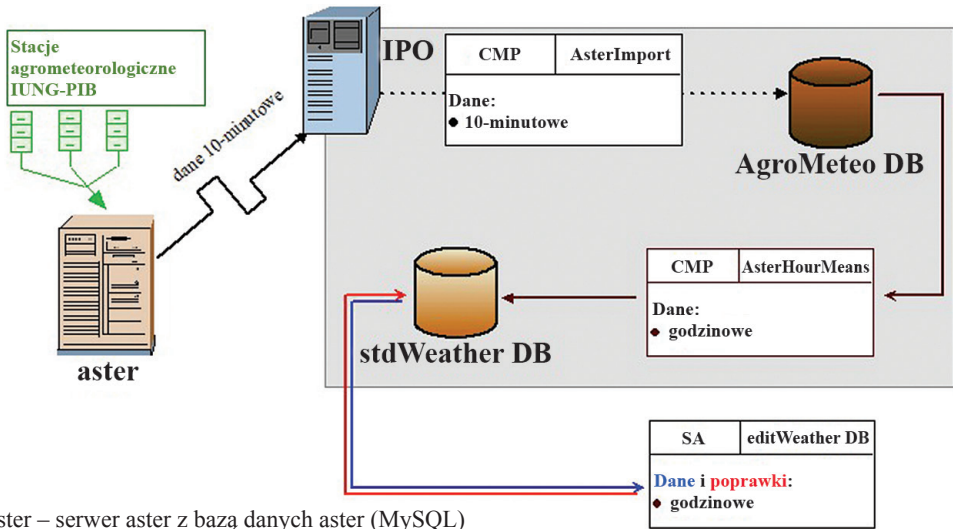 Stacje
agrometeorologiczne
IUNG-PIB
dane 10-minutowe
IPO
CMP AsterImport
Dane:
• 10-minutowe
AgroMeteo DB
CMP AsterHourMeans
Dane:
• godzinowe
stdWeather DB
aster
SA editWeather DB
Dane i poprawki:
• godzinowe
ster – serwer aster z bazą danych aster (MySQL)